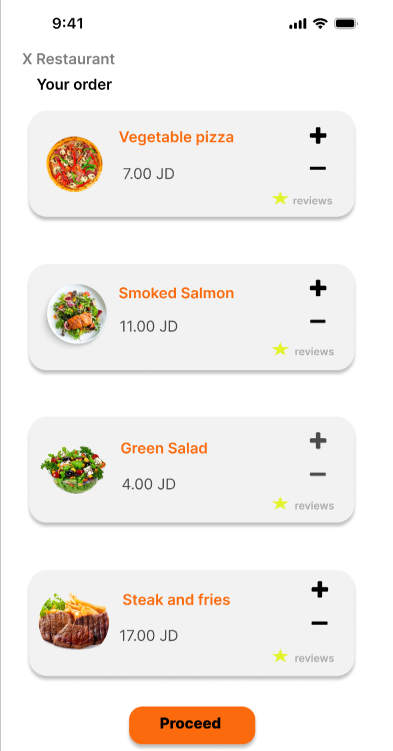 9:41
X Restaurant
Your order
Vegetable pizza
7.00 JD
reviews
Smoked Salmon
11.00 JD
reviews
Green Salad
4.00 JD
reviews
Steak and fries
17.00 JD
reviews
Proceed